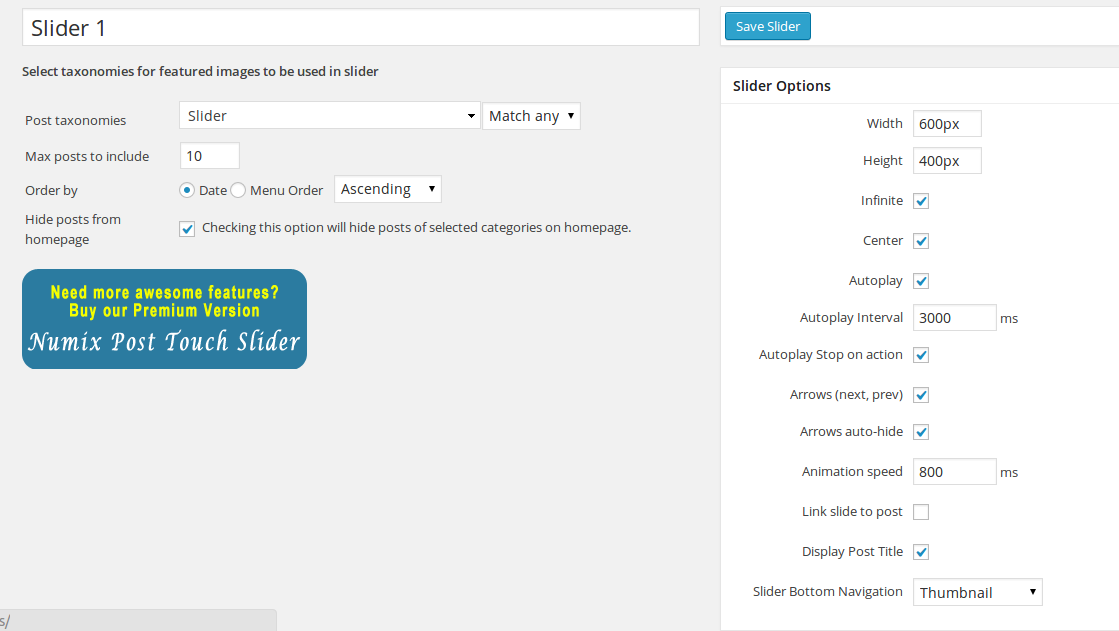 Slider 1
Save Slider
Select taxonomies for featured images to be used in slider
Post taxonomies Slider Match any
Max posts to include 10
Order by Date Menu Order Ascending
Hide posts from
homepage
Checking this option will hide posts of selected categories on homepage.
Need more awesome features?
Buy our Premium Version
Numix Post Touch Slider
Slider Options
Width 600px
Height 400px
Infinite
Center
Autoplay
Autoplay Interval 3000 ms
Autoplay Stop on action
Arrows (next, prev)
Arrows auto-hide
Animation speed 800 ms
Link slide to post
Display Post Title
Slider Bottom Navigation Thumbnail
s/